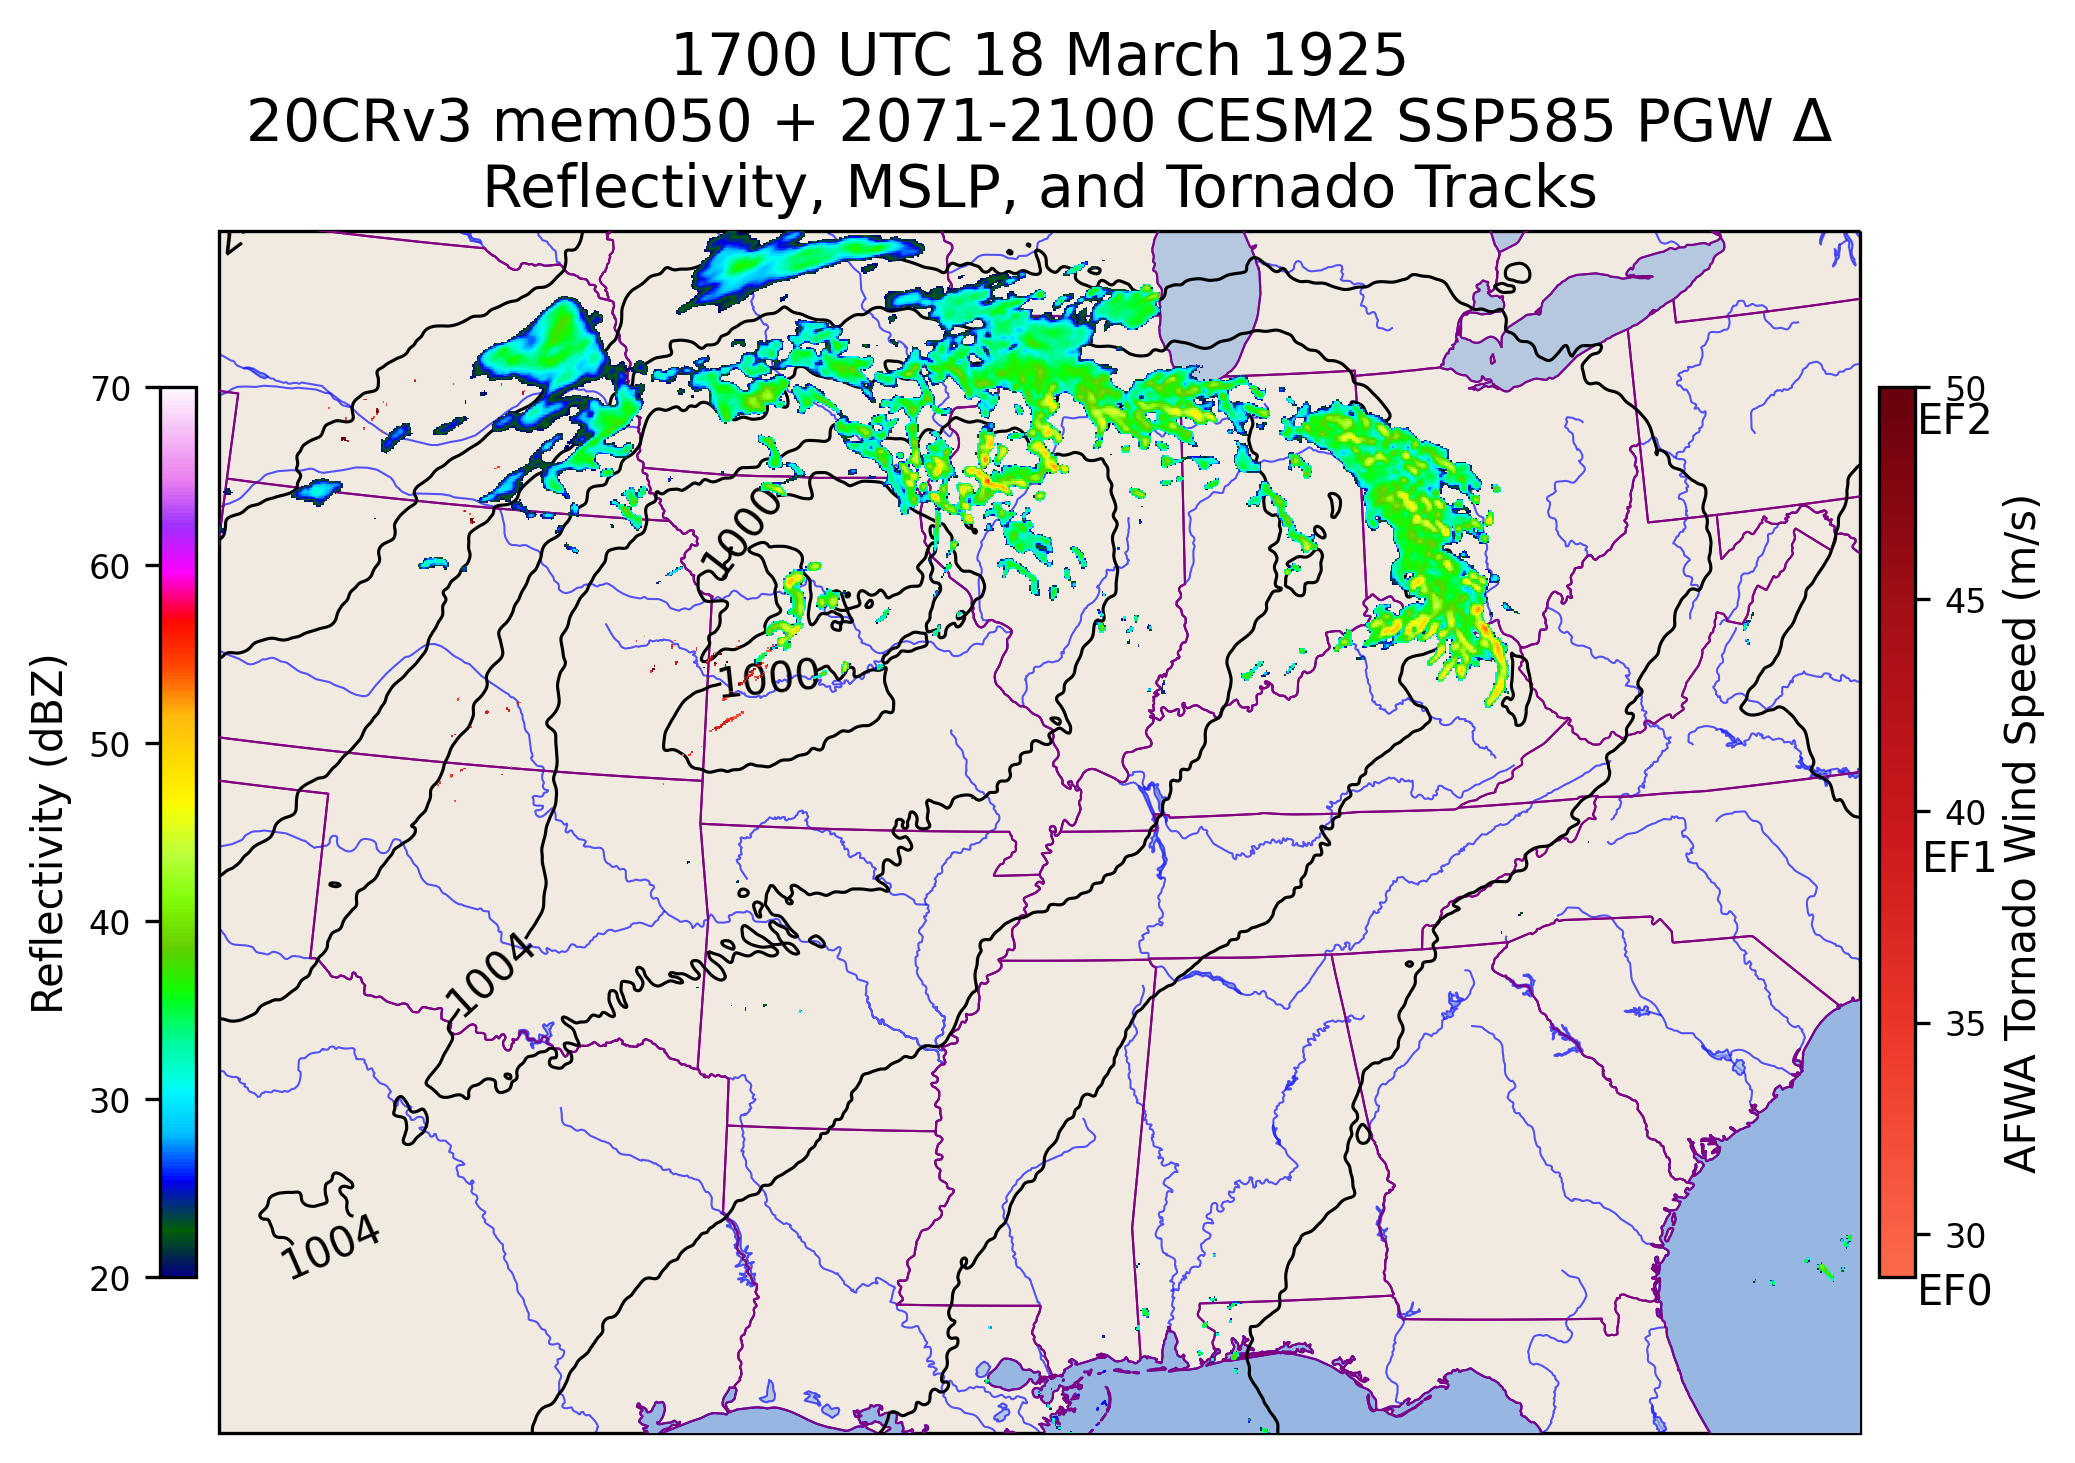 1700 UTC 18 March 1925
20CRv3 mem050 + 2071-2100 CESM2 SSP585 PGW Δ
Reflectivity, MSLP, and Tornado Tracks
Reflectivity (dBZ)
70
60
50
40
30
20
1000
1000
1004
1004
50
EF2
45
40
EF1
35
30
EF0
AFWA Tornado Wind Speed (m/s)